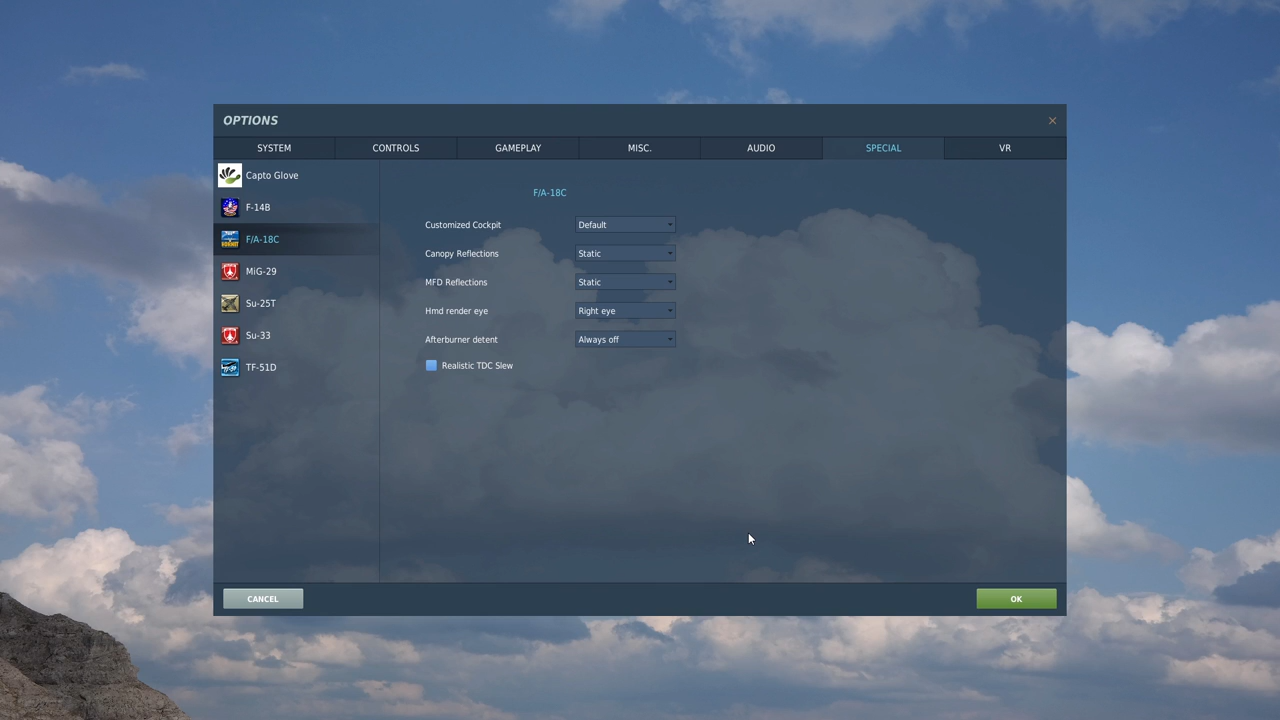 OPTIONS
SYSTEM CONTROLS GAMEPLAY MISC. AUDIO SPECIAL VR
Capto Glove
F-14B
F/A-18C
MiG-29
Su-25T
Su-33
TF-51D
F/A-18C
Customized Cockpit Default
Canopy Reflections Static
MFD Reflections Static
Hmd render eye Right eye
Afterburner detent Always off
Realistic TDC Slew
CANCEL OK